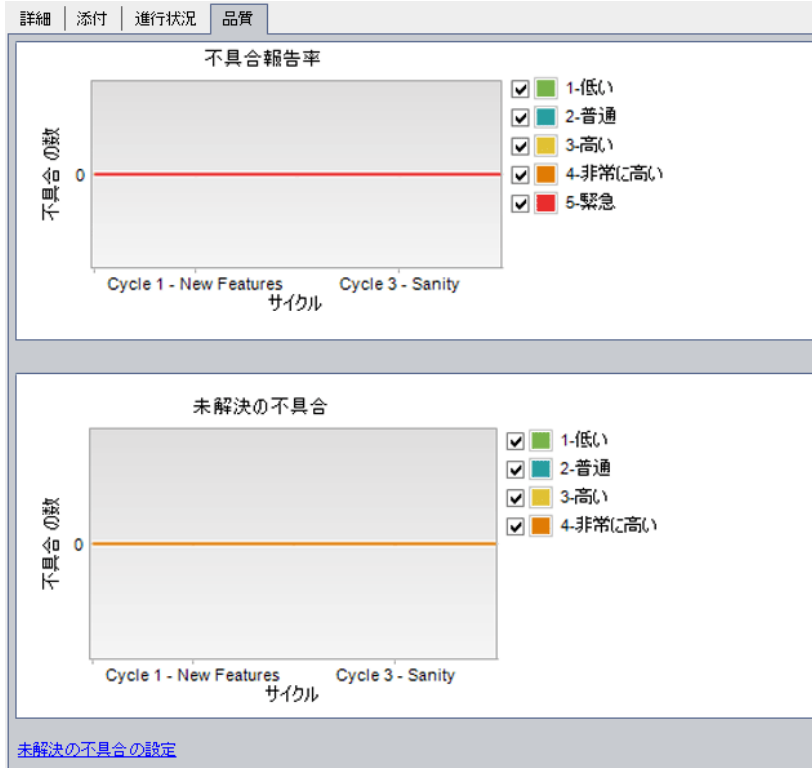 詳細 添付 進行状況 品質
不具合報告率
不具合 の数
0
Cycle 1 - New Features Cycle 3 - Sanity
サイクル
1-低い
2-普通
3-高い
4-非常に高い
5-緊急
未解決の不具合
不具合 の数
0
Cycle 1 - New Features Cycle 3 - Sanity
サイクル
1-低い
2-普通
3-高い
4-非常に高い
未解決の不具合の設定